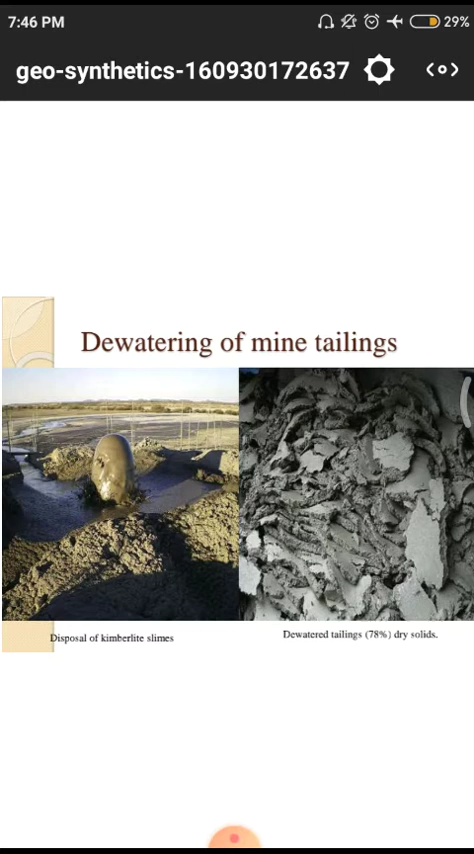 7:46 PM
29%
geo-synthetics-160930172637
Dewatering of mine tailings
Disposal of kimberlite slimes
Dewatered tailings (78%) dry solids.